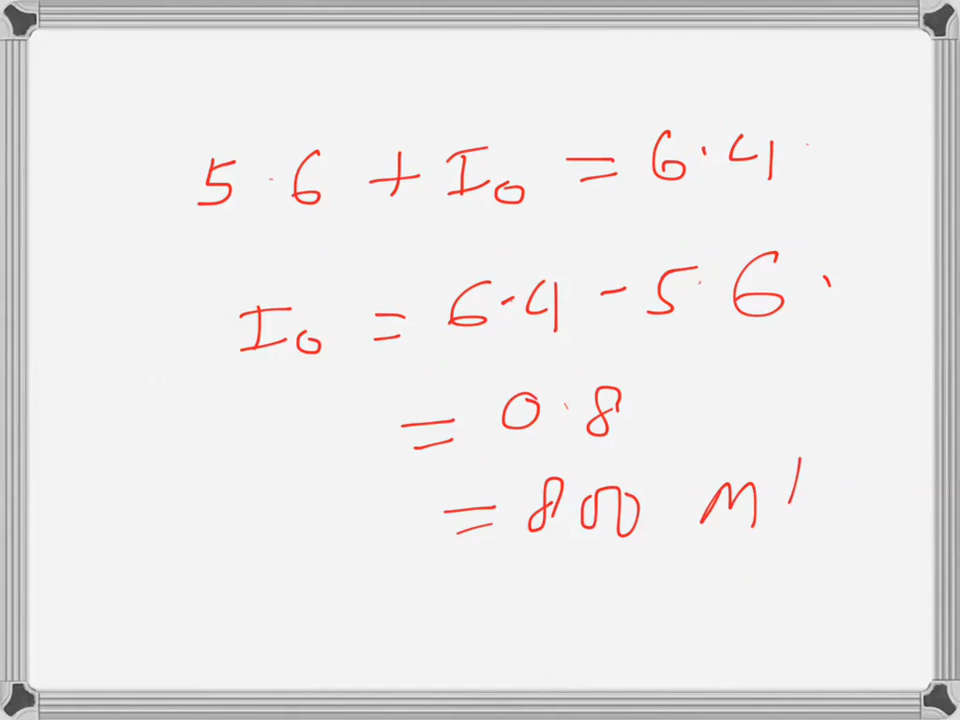 5.6 + I₀ = 6.4
I₀ = 6.4 - 5.6
= 0.8
= 800 m